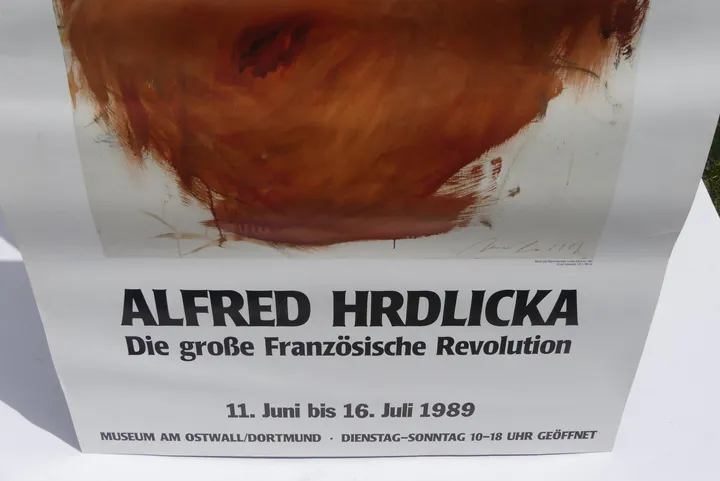 1989
ALFRED HRDLICKA
Die große Französische Revolution
11. Juni bis 16. Juli 1989
MUSEUM AM OSTWALL/DORTMUND · DIENSTAG–SONNTAG 10–18 UHR GEÖFFNET